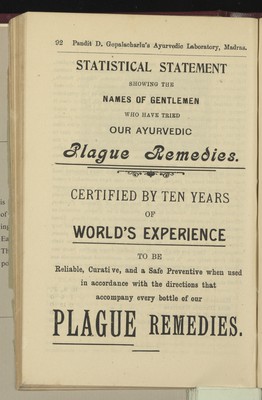 92 Pandit D. Gopalacharlu's Ayurvedic Laboratory, Madras.
STATISTICAL STATEMENT
SHOWING THE
NAMES OF GENTLEMEN
WHO HAVE TRIED
OUR AYURVEDIC
Plague Remedies.
CERTIFIED BY TEN YEARS
OF
WORLD'S EXPERIENCE
TO BE
Reliable, Curative, and a Safe Preventive when used
in accordance with the directions that
accompany every bottle of our
PLAGUE REMEDIES.